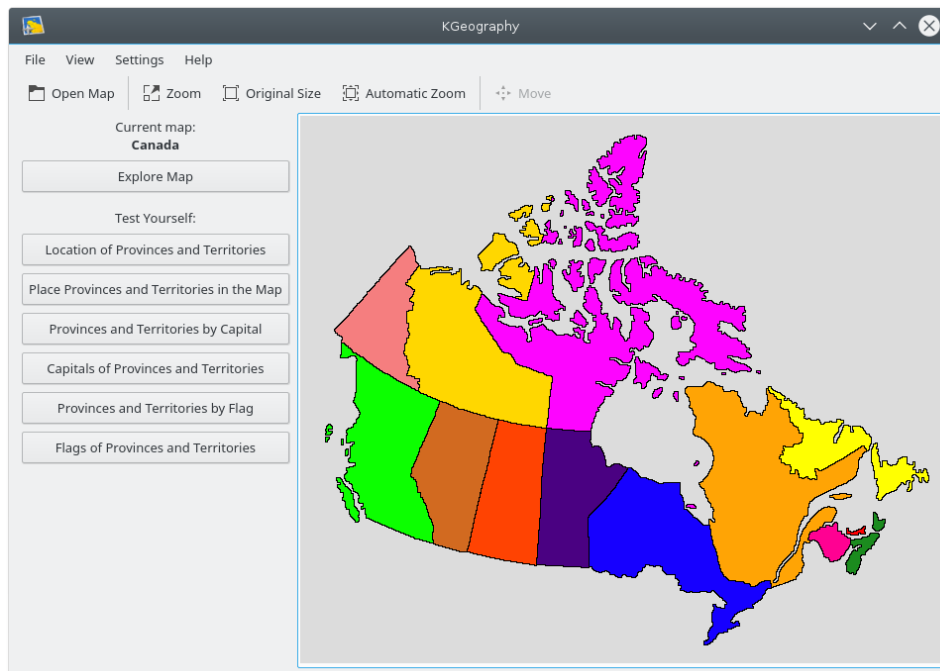 KGeography
File View Settings Help
Open Map Zoom Original Size Automatic Zoom Move
Current map:
Canada
Explore Map
Test Yourself:
Location of Provinces and Territories
Place Provinces and Territories in the Map
Provinces and Territories by Capital
Capitals of Provinces and Territories
Provinces and Territories by Flag
Flags of Provinces and Territories